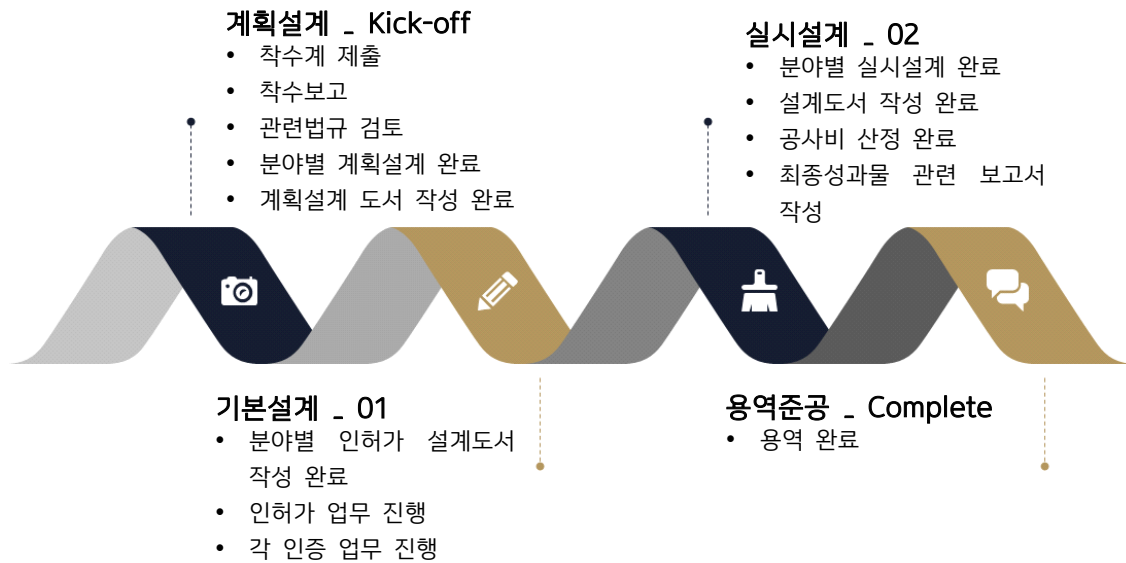 계획설계 _ Kick-off
• 착수계 제출
• 착수보고
• 관련법규 검토
• 분야별 계획설계 완료
• 계획설계 도서 작성 완료
기본설계 _ 01
• 분야별 인허가 설계도서
작성 완료
• 인허가 업무 진행
• 각 인증 업무 진행
실시설계 _ 02
• 분야별 실시설계 완료
• 설계도서 작성 완료
• 공사비 산정 완료
• 최종성과물 관련 보고서
작성
용역준공 _ Complete
• 용역 완료